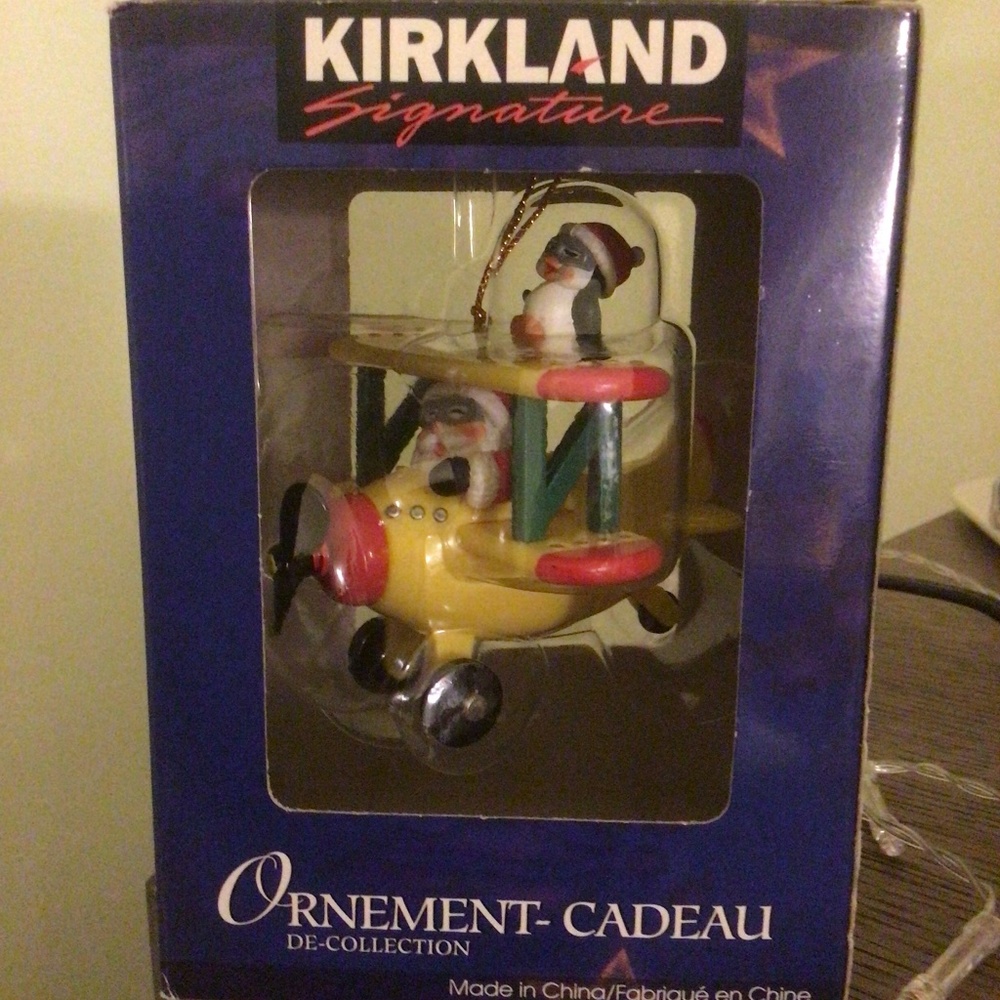 KIRKLAND
Signature
ORNEMENT- CADEAU
DE-COLLECTION
Made in China/Fabriqué en Chine